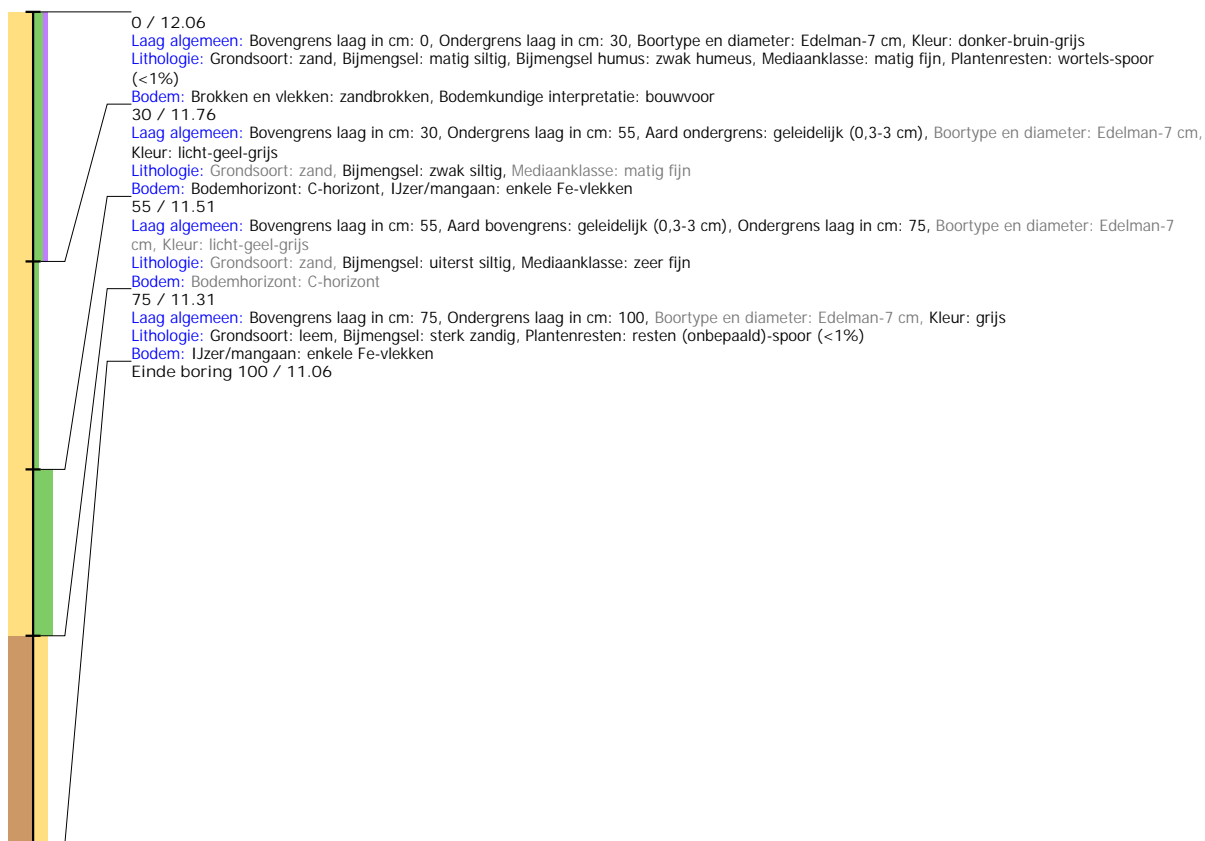 0 / 12.06
Laag algemeen: Bovengrens laag in cm: 0, Ondergrens laag in cm: 30, Boortype en diameter: Edelman-7 cm, Kleur: donker-bruin-grijs
Lithologie: Grondsoort: zand, Bijmengsel: matig siltig, Bijmengsel humus: zwak humeus, Mediaanklasse: matig fijn, Plantenresten: wortels-spoor
(<1%)
Bodem: Brokken en vlekken: zandbrokken, Bodemkundige interpretatie: bouwvoor
30 / 11.76
Laag algemeen: Bovengrens laag in cm: 30, Ondergrens laag in cm: 55, Aard ondergrens: geleidelijk (0,3-3 cm), Boortype en diameter: Edelman-7 cm,
Kleur: licht-geel-grijs
Lithologie: Grondsoort: zand, Bijmengsel: zwak siltig, Mediaanklasse: matig fijn
Bodem: Bodemhorizont: C-horizont, IJzer/mangaan: enkele Fe-vlekken
55 / 11.51
Laag algemeen: Bovengrens laag in cm: 55, Aard bovengrens: geleidelijk (0,3-3 cm), Ondergrens laag in cm: 75, Boortype en diameter: Edelman-7
cm, Kleur: licht-geel-grijs
Lithologie: Grondsoort: zand, Bijmengsel: uiterst siltig, Mediaanklasse: zeer fijn
Bodem: Bodemhorizont: C-horizont
75 / 11.31
Laag algemeen: Bovengrens laag in cm: 75, Ondergrens laag in cm: 100, Boortype en diameter: Edelman-7 cm, Kleur: grijs
Lithologie: Grondsoort: leem, Bijmengsel: sterk zandig, Plantenresten: resten (onbepaald)-spoor (<1%)
Bodem: IJzer/mangaan: enkele Fe-vlekken
Einde boring 100 / 11.06